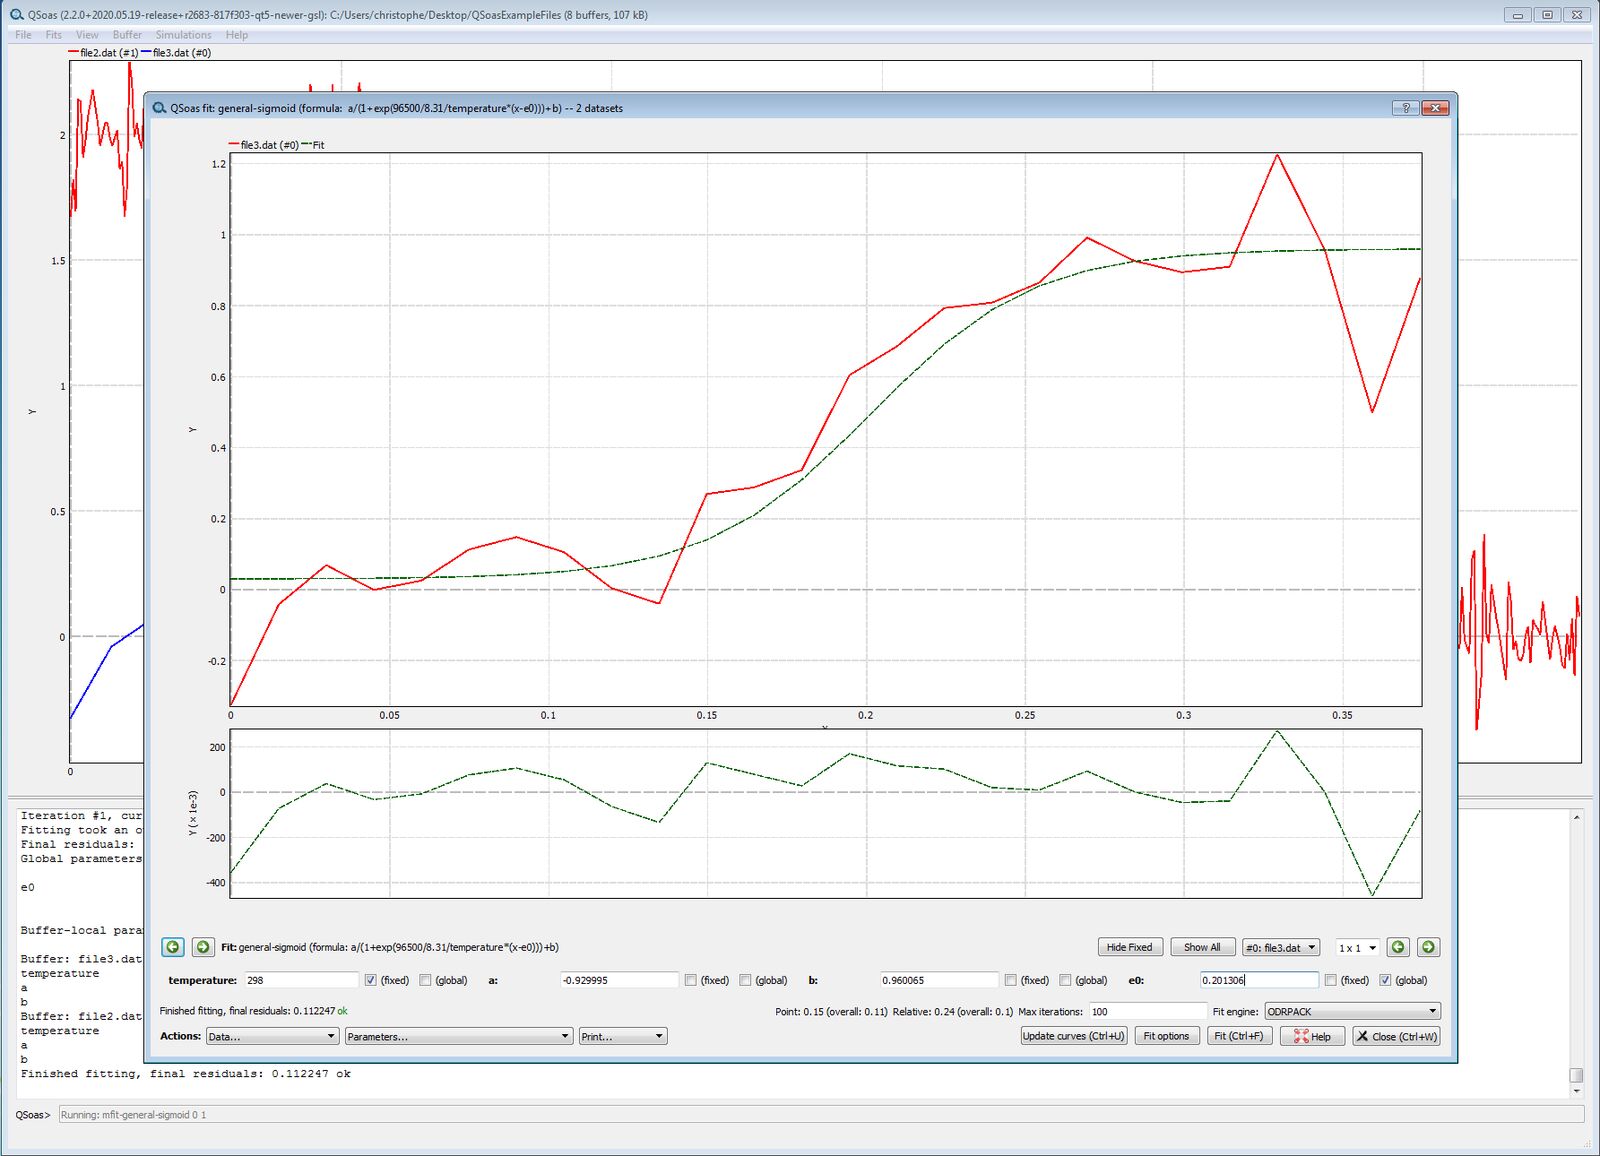 QSoas (2.2.0+2020.05.19-release+r2683-817f303-qt5-newer-gsl): C:/Users/christophe/Desktop/QSoasExampleFiles (8 buffers, 107 kB)
File Fits View Buffer Simulations Help
file2.dat (#1) file3.dat (#0)
2
1.5
1
0.5
0
Y
0
QSoas fit: general-sigmoid (formula: a/(1+exp(96500/8.31/temperature*(x-e0)))+b) -- 2 datasets
file3.dat (#0) Fit
1.2
1
0.8
0.6
0.4
0.2
0
-0.2
Y
0 0.05 0.1 0.15 0.2 0.25 0.3 0.35
200
0
-200
-400
Y (x 1e-3)
Fit: general-sigmoid (formula: a/(1+exp(96500/8.31/temperature*(x-e0)))+b)
Hide Fixed Show All #0: file3.dat 1 x 1
temperature: 298 (fixed) (global) a: -0.929995 (fixed) (global) b: 0.960065 (fixed) (global) e0: 0.201306 (fixed) (global)
Finished fitting, final residuals: 0.112247 ok
Point: 0.15 (overall: 0.11) Relative: 0.24 (overall: 0.1) Max iterations: 100 Fit engine: ODRPACK
Actions: Data... Parameters... Print... Update curves (Ctrl+U) Fit options Fit (Ctrl+F) Help Close (Ctrl+W)
Iteration #1, cur
Fitting took an o
Final residuals:
Global parameters
e0
Buffer-local para
Buffer: file3.dat
temperature
a
b
Buffer: file2.dat
temperature
a
b
Finished fitting, final residuals: 0.112247 ok
QSoas> Running: mfit-general-sigmoid 0 1